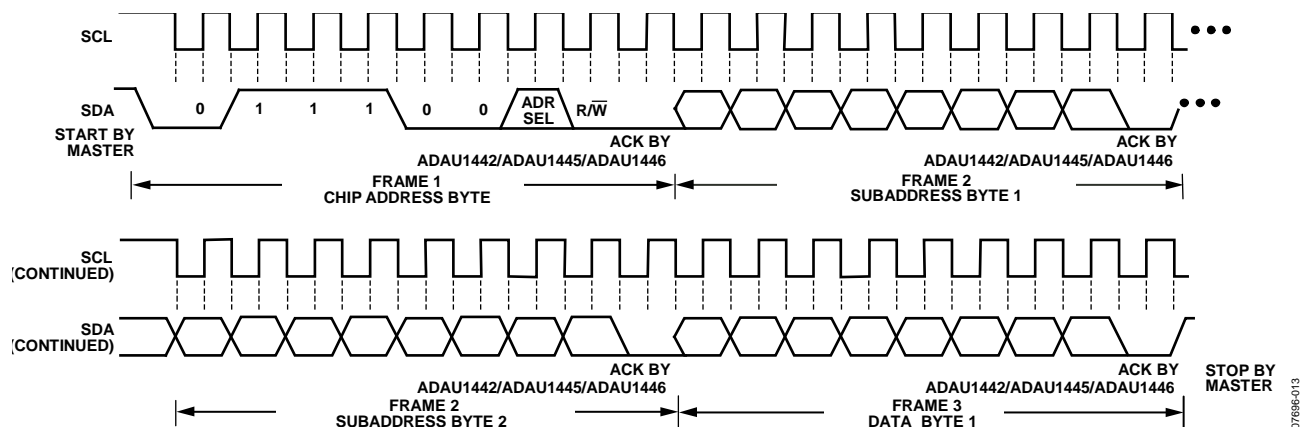 SCL
SDA
0 1 1 1 0 0 ADR SEL R/W
START BY
MASTER
ACK BY
ADAU1442/ADAU1445/ADAU1446
ACK BY
ADAU1442/ADAU1445/ADAU1446
FRAME 1
CHIP ADDRESS BYTE
FRAME 2
SUBADDRESS BYTE 1
SCL
(CONTINUED)
SDA
(CONTINUED)
ACK BY
ADAU1442/ADAU1445/ADAU1446
ACK BY
ADAU1442/ADAU1445/ADAU1446
STOP BY
MASTER
FRAME 2
SUBADDRESS BYTE 2
FRAME 3
DATA BYTE 1
07696-013